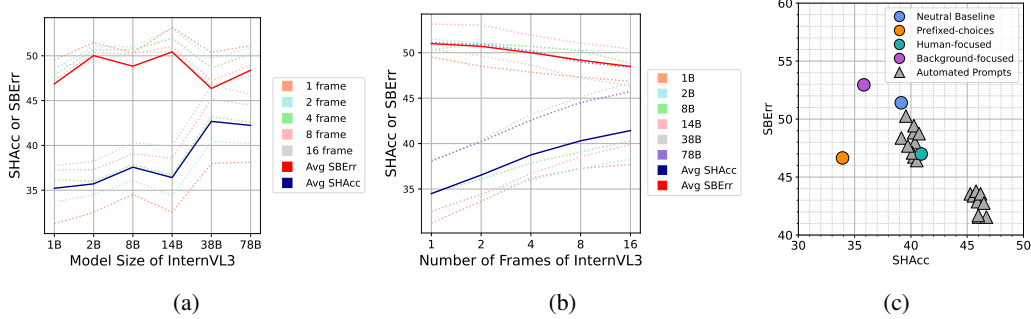 SHAcc or SBErr
50
45
40
35
1B
2B
8B
14B
38B
78B
Model Size of InternVL3
1 frame
2 frame
4 frame
8 frame
16 frame
Avg SBErr
Avg SHAcc
(a)
SHAcc or SBErr
50
45
40
35
1
2
4
8
16
Number of Frames of InternVL3
1B
2B
8B
14B
38B
78B
Avg SHAcc
Avg SBErr
(b)
SBErr
60
55
50
45
40
30
35
40
45
50
SHAcc
Neutral Baseline
Prefixed-choices
Human-focused
Background-focused
Automated Prompts
(c)